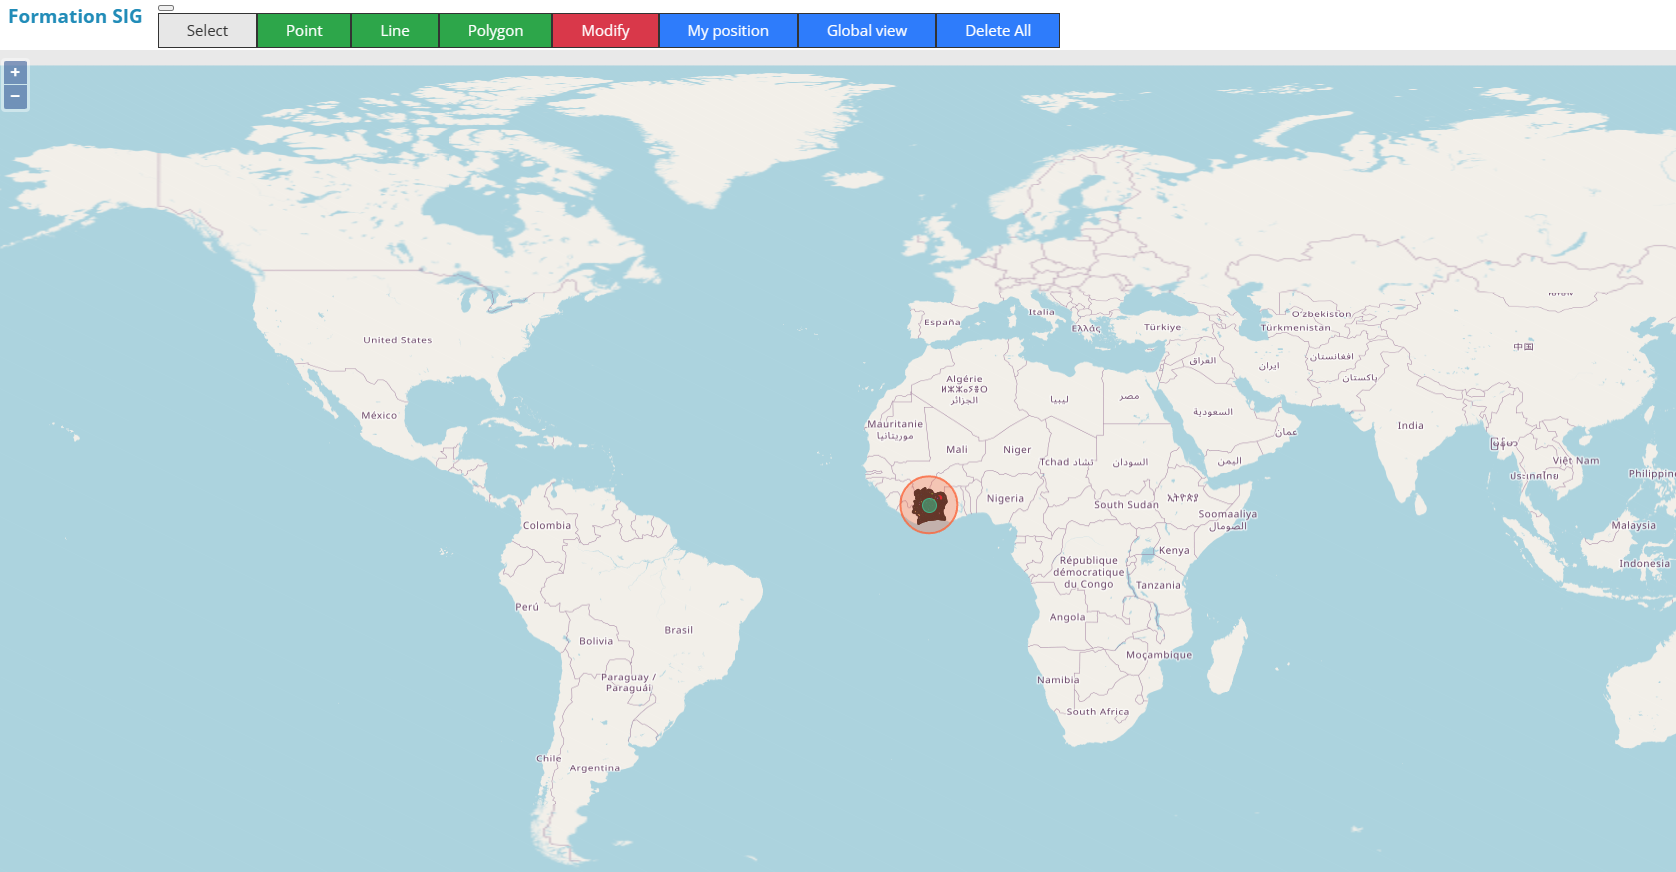 Formation SIG
Select
Point
Line
Polygon
Modify
My position
Global view
Delete All
+
−
United States
México
Colombia
Perú
Brasil
Bolivia
Paraguay /
Paraguái
Chile
Argentina
España
Italia
Ελλάς
Türkiye
Oʻzbekiston
Türkmenistan
افغانستان
پاکستان
ایران
العراق
السعودية
عمان
اليمن
中国
India
Việt Nam
ประเทศไทย
Philippine
Malaysia
Indonesia
Algérie
ⵍⵣⵣⴰⵢⴻⵔ
الجزائر
ليبيا
مصر
Mauritanie
موريتانيا
Mali
Niger
Tchad تشاد
السودان
Nigeria
South Sudan
ኢትዮጵያ
Soomaaliya
الصومال
Kenya
République
démocratique
du Congo
Tanzania
Angola
Moçambique
Namibia
South Africa